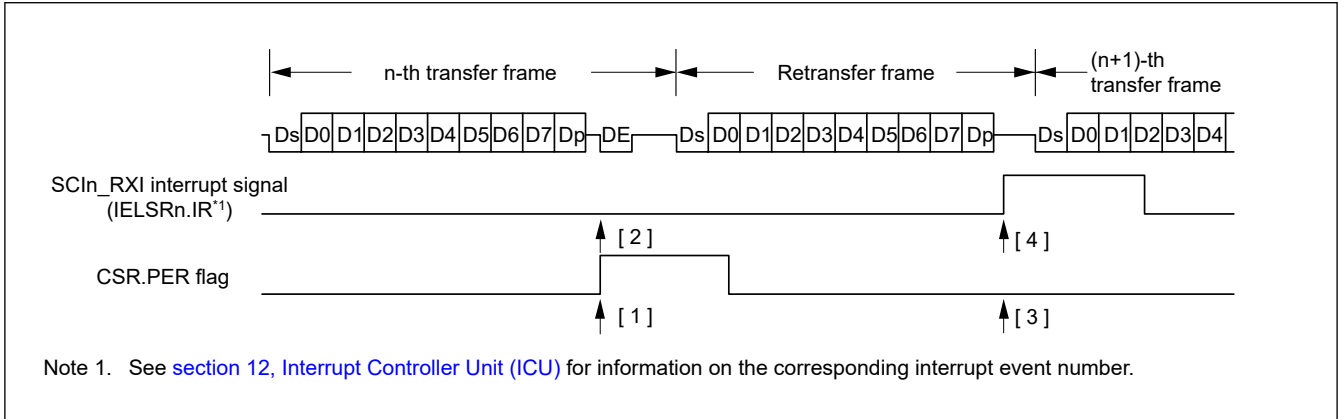 n-th transfer frame Retransfer frame (n+1)-th
transfer frame
Ds D0 D1 D2 D3 D4 D5 D6 D7 Dp DE Ds D0 D1 D2 D3 D4 D5 D6 D7 Dp Ds D0 D1 D2 D3 D4
SCIn_RXI interrupt signal
(IELSRn.IR*1)
[ 2 ] [ 4 ]
CSR.PER flag
[ 1 ] [ 3 ]
Note 1. See section 12, Interrupt Controller Unit (ICU) for information on the corresponding interrupt event number.